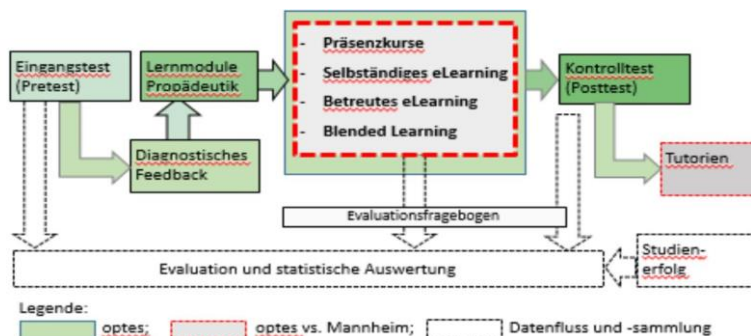 Eingangstest
(Pretest)
Lernmodule
Propädeutik
- Präsenzkurse
- Selbständiges eLearning
- Betreutes eLearning
- Blended Learning
Kontrolltest
(Posttest)
Diagnostisches
Feedback
Tutorien
Evaluationsfragebogen
Evaluation und statistische Auswertung
Studien-
erfolg
Legende:
optes;
optes vs. Mannheim;
Datenfluss und -sammlung